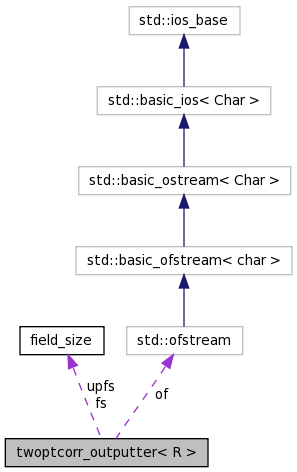 std::ios_base
std::basic_ios< Char >
std::basic_ostream< Char >
std::basic_ofstream< char >
field_size
std::ofstream
upfs
fs
of
twoptcorr_outputter< R >